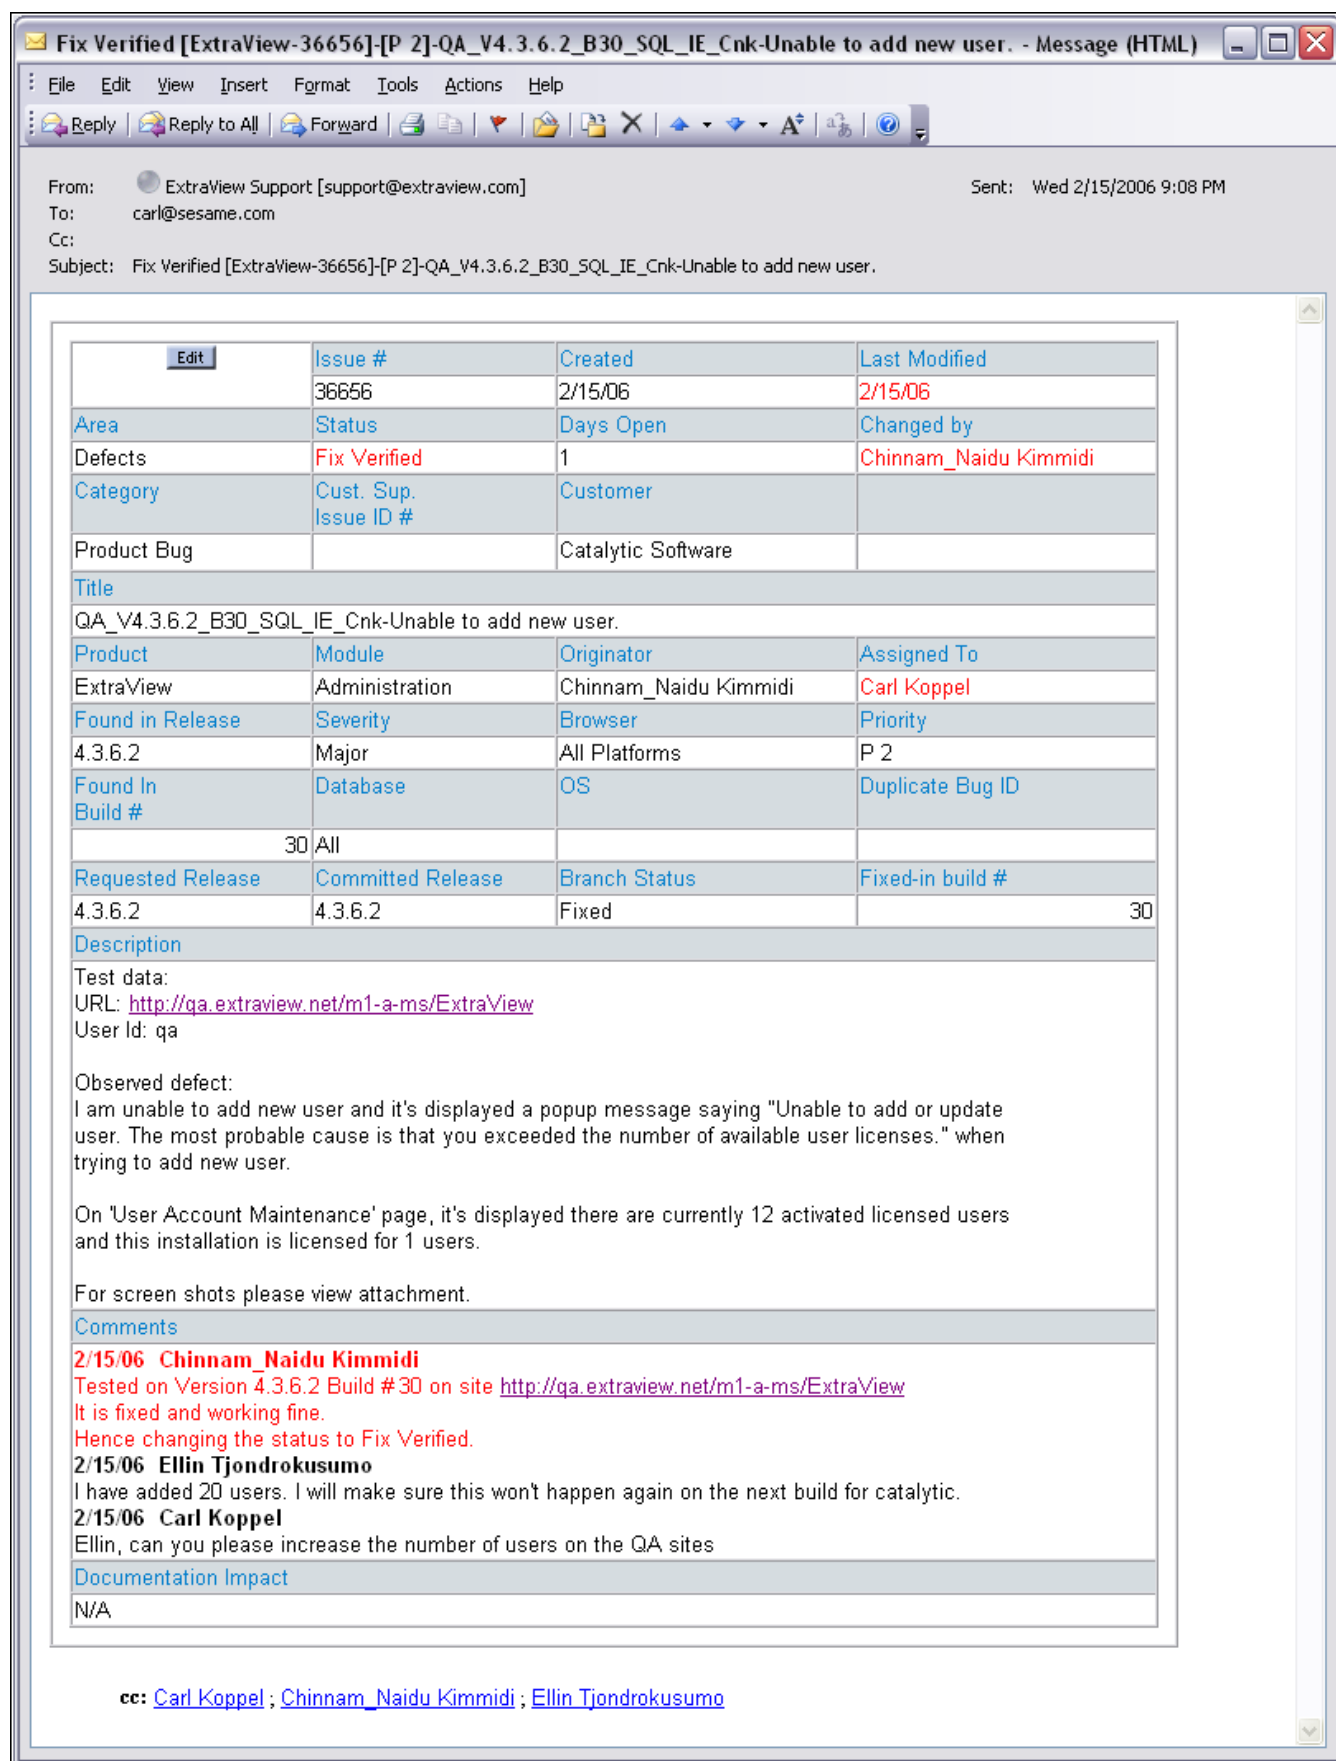 Fix Verified [ExtraView-36656]-[P 2]-QA_V4.3.6.2_B30_SQL_IE_Cnk-Unable to add new user. - Message (HTML)
File Edit View Insert Format Tools Actions Help
Reply Reply to All Forward
From: ExtraView Support [support@extraview.com] Sent: Wed 2/15/2006 9:08 PM
To: carl@sesame.com
Cc:
Subject: Fix Verified [ExtraView-36656]-[P 2]-QA_V4.3.6.2_B30_SQL_IE_Cnk-Unable to add new user.
Edit Issue # Created Last Modified
36656 2/15/06 2/15/06
Area Status Days Open Changed by
Defects Fix Verified 1 Chinnam_Naidu Kimmidi
Category Cust. Sup. Customer
Issue ID #
Product Bug Catalytic Software
Title
QA_V4.3.6.2_B30_SQL_IE_Cnk-Unable to add new user.
Product Module Originator Assigned To
ExtraView Administration Chinnam_Naidu Kimmidi Carl Koppel
Found in Release Severity Browser Priority
4.3.6.2 Major All Platforms P 2
Found In Database OS Duplicate Bug ID
Build #
30 All
Requested Release Committed Release Branch Status Fixed-in build #
4.3.6.2 4.3.6.2 Fixed 30
Description
Test data:
URL: http://qa.extraview.net/m1-a-ms/ExtraView
User Id: qa
Observed defect:
I am unable to add new user and it's displayed a popup message saying "Unable to add or update
user. The most probable cause is that you exceeded the number of available user licenses." when
trying to add new user.
On 'User Account Maintenance' page, it's displayed there are currently 12 activated licensed users
and this installation is licensed for 1 users.
For screen shots please view attachment.
Comments
2/15/06 Chinnam_Naidu Kimmidi
Tested on Version 4.3.6.2 Build #30 on site http://qa.extraview.net/m1-a-ms/ExtraView
It is fixed and working fine.
Hence changing the status to Fix Verified.
2/15/06 Ellin Tjondrokusumo
I have added 20 users. I will make sure this won't happen again on the next build for catalytic.
2/15/06 Carl Koppel
Ellin, can you please increase the number of users on the QA sites
Documentation Impact
N/A
cc: Carl Koppel ; Chinnam_Naidu Kimmidi ; Ellin Tjondrokusumo